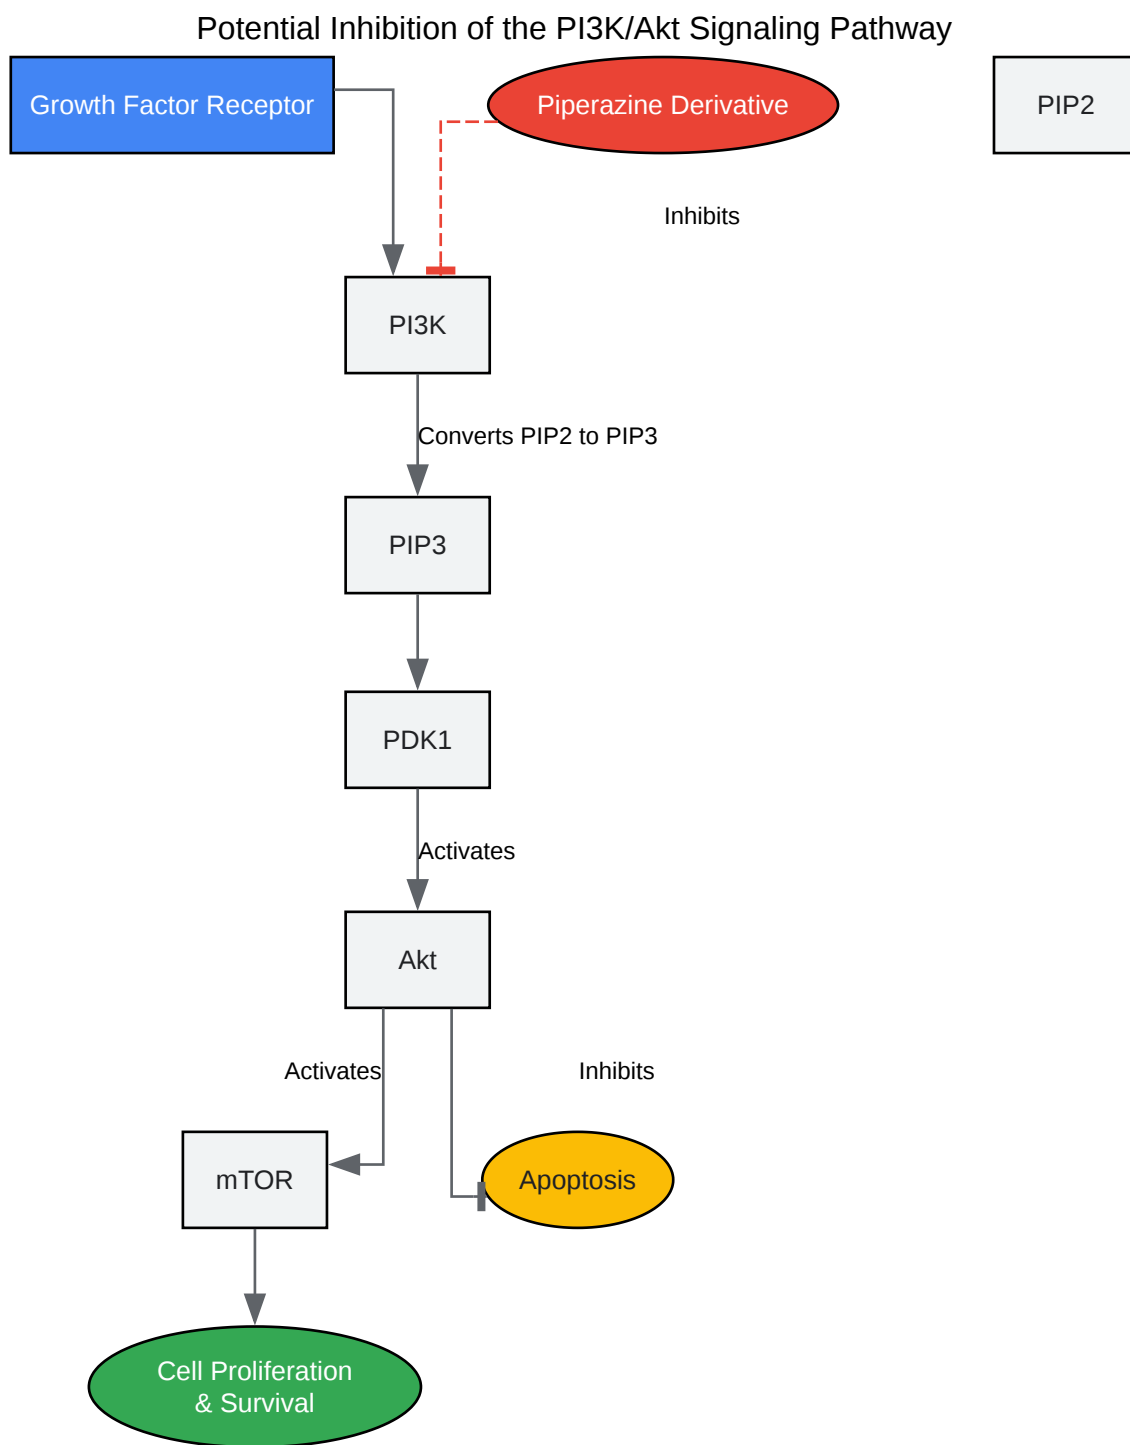 Potential Inhibition of the PI3K/Akt Signaling Pathway
Growth Factor Receptor
Piperazine Derivative
PIP2
Inhibits
PI3K
Converts PIP2 to PIP3
PIP3
PDK1
Activates
Akt
Activates
Inhibits
mTOR
Apoptosis
Cell Proliferation
& Survival